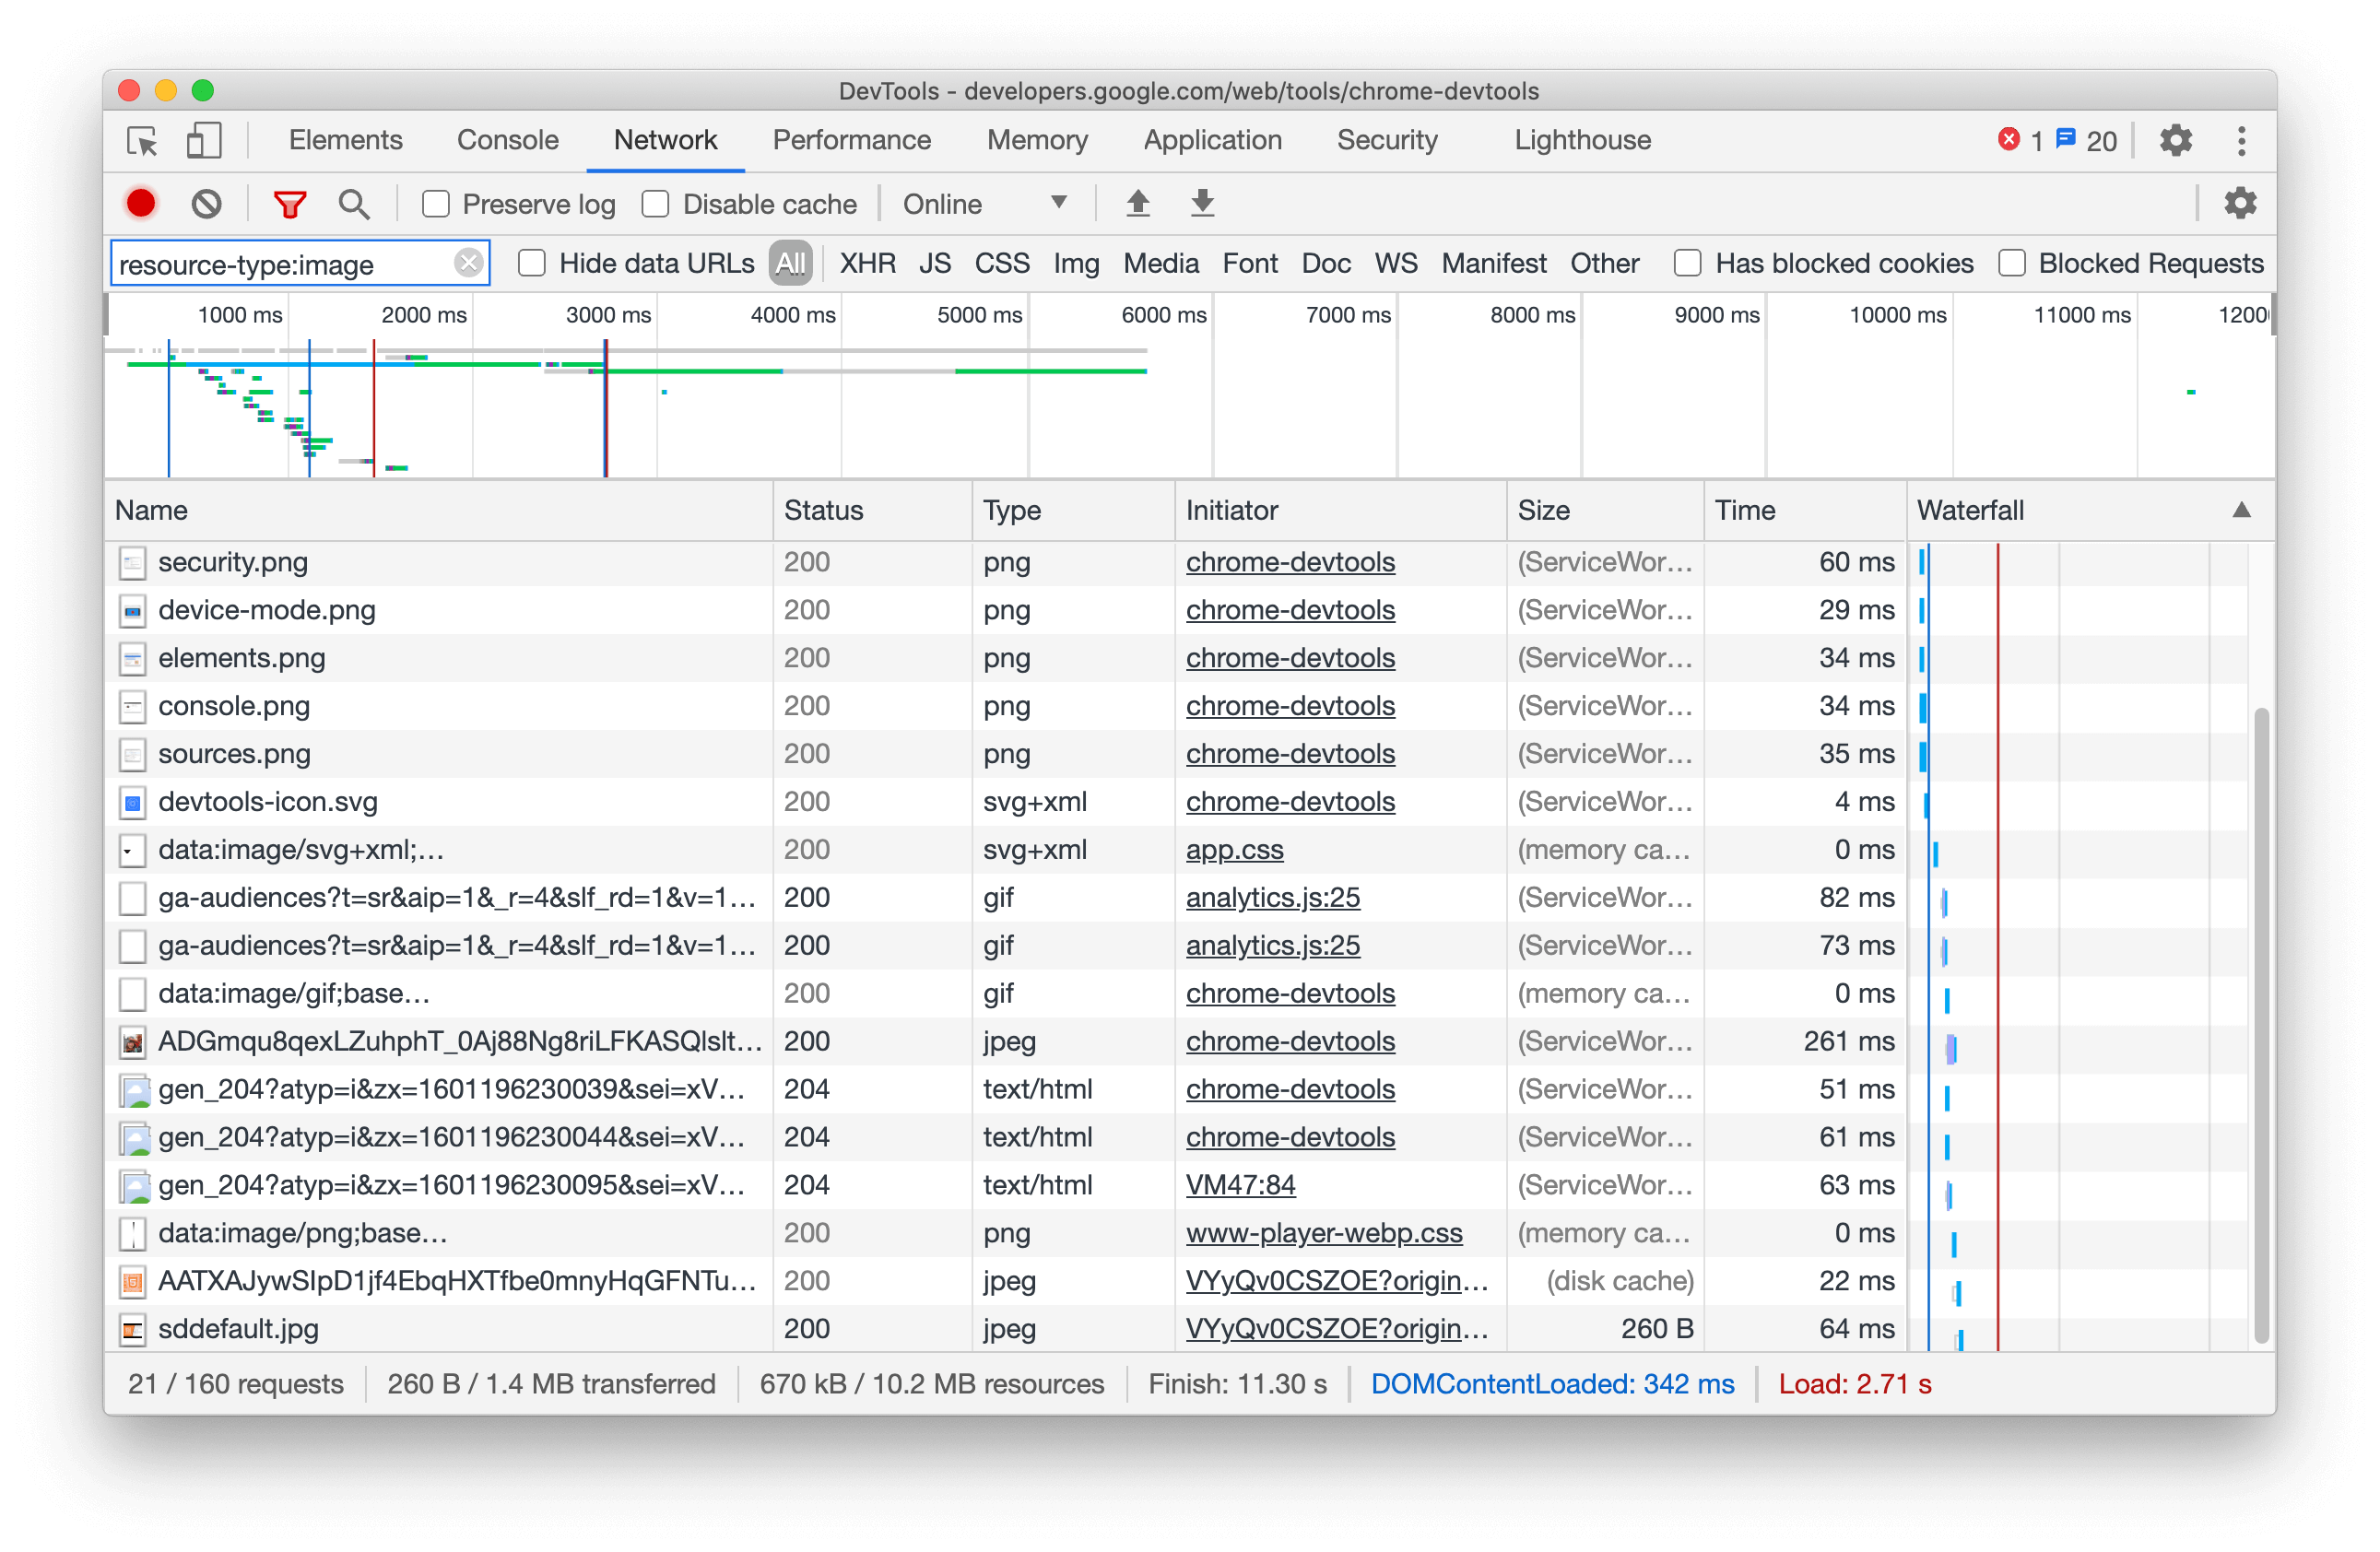 DevTools - developers.google.com/web/tools/chrome-devtools
Elements Console Network Performance Memory Application Security Lighthouse 1 20
Preserve log Disable cache Online
resource-type:image Hide data URLs All XHR JS CSS Img Media Font Doc WS Manifest Other Has blocked cookies Blocked Requests
1000 ms 2000 ms 3000 ms 4000 ms 5000 ms 6000 ms 7000 ms 8000 ms 9000 ms 10000 ms 11000 ms
Name Status Type Initiator Size Time Waterfall
security.png 200 png chrome-devtools (ServiceWor… 60 ms
device-mode.png 200 png chrome-devtools (ServiceWor… 29 ms
elements.png 200 png chrome-devtools (ServiceWor… 34 ms
console.png 200 png chrome-devtools (ServiceWor… 34 ms
sources.png 200 png chrome-devtools (ServiceWor… 35 ms
devtools-icon.svg 200 svg+xml chrome-devtools (ServiceWor… 4 ms
data:image/svg+xml;… 200 svg+xml app.css (memory ca… 0 ms
ga-audiences?t=sr&aip=1&_r=4&slf_rd=1&v=1… 200 gif analytics.js:25 (ServiceWor… 82 ms
ga-audiences?t=sr&aip=1&_r=4&slf_rd=1&v=1… 200 gif analytics.js:25 (ServiceWor… 73 ms
data:image/gif;base… 200 gif chrome-devtools (memory ca… 0 ms
ADGmqu8qexLZuhphT_0Aj88Ng8riLFKASQlslt… 200 jpeg chrome-devtools (ServiceWor… 261 ms
gen_204?atyp=i&zx=1601196230039&sei=xV… 204 text/html chrome-devtools (ServiceWor… 51 ms
gen_204?atyp=i&zx=1601196230044&sei=xV… 204 text/html chrome-devtools (ServiceWor… 61 ms
gen_204?atyp=i&zx=1601196230095&sei=xV… 204 text/html VM47:84 (ServiceWor… 63 ms
data:image/png;base… 200 png www-player-webp.css (memory ca… 0 ms
AATXAJywSIpD1jf4EbqHXTfbe0mnyHqGFNTu… 200 jpeg VYyQv0CSZOE?origin… (disk cache) 22 ms
sddefault.jpg 200 jpeg VYyQv0CSZOE?origin… 260 B 64 ms
21 / 160 requests 260 B / 1.4 MB transferred 670 kB / 10.2 MB resources Finish: 11.30 s DOMContentLoaded: 342 ms Load: 2.71 s